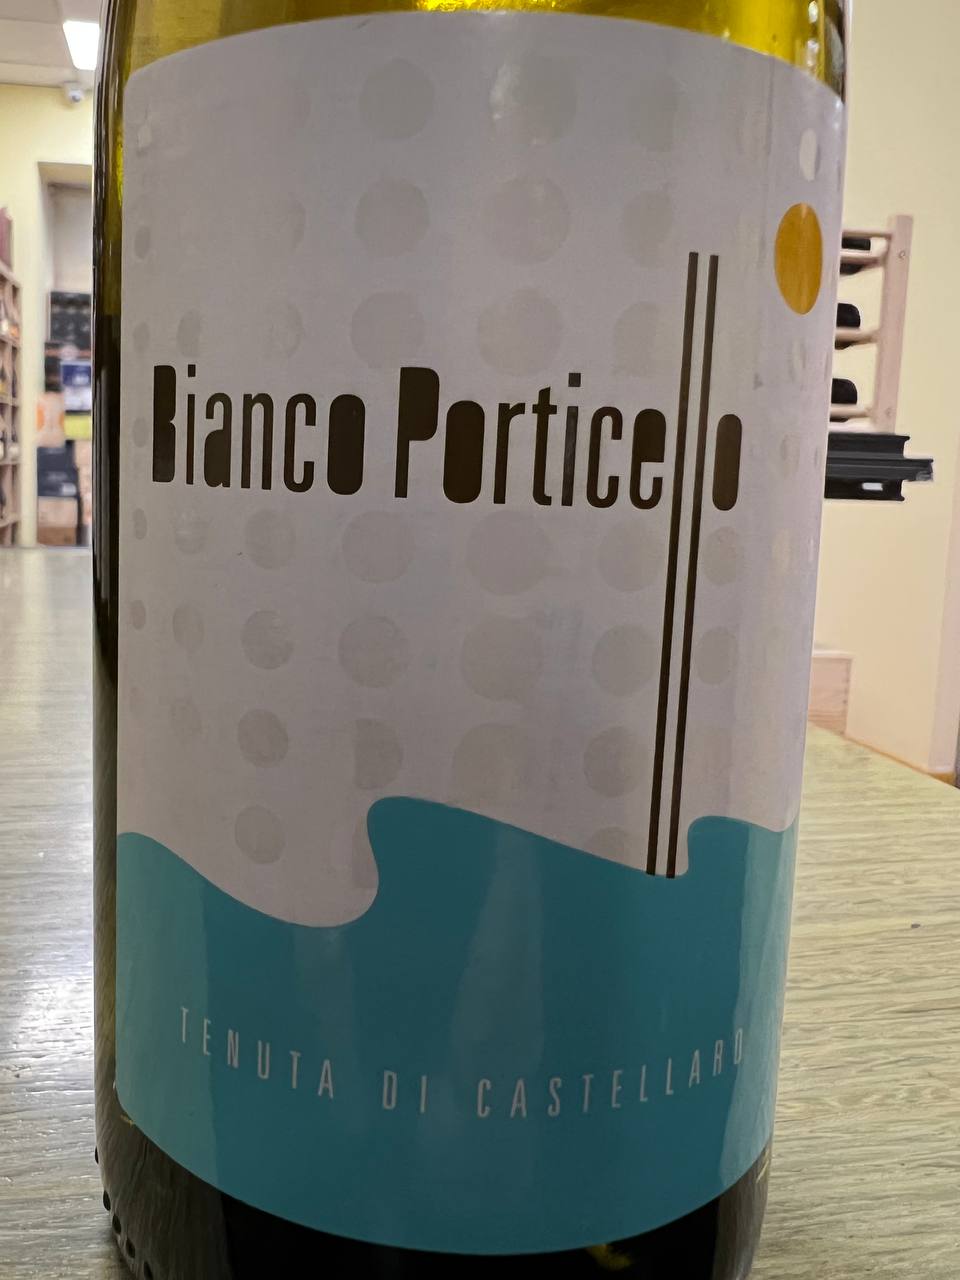 Bianco Porticello
TENUTA DI CASTELLARO